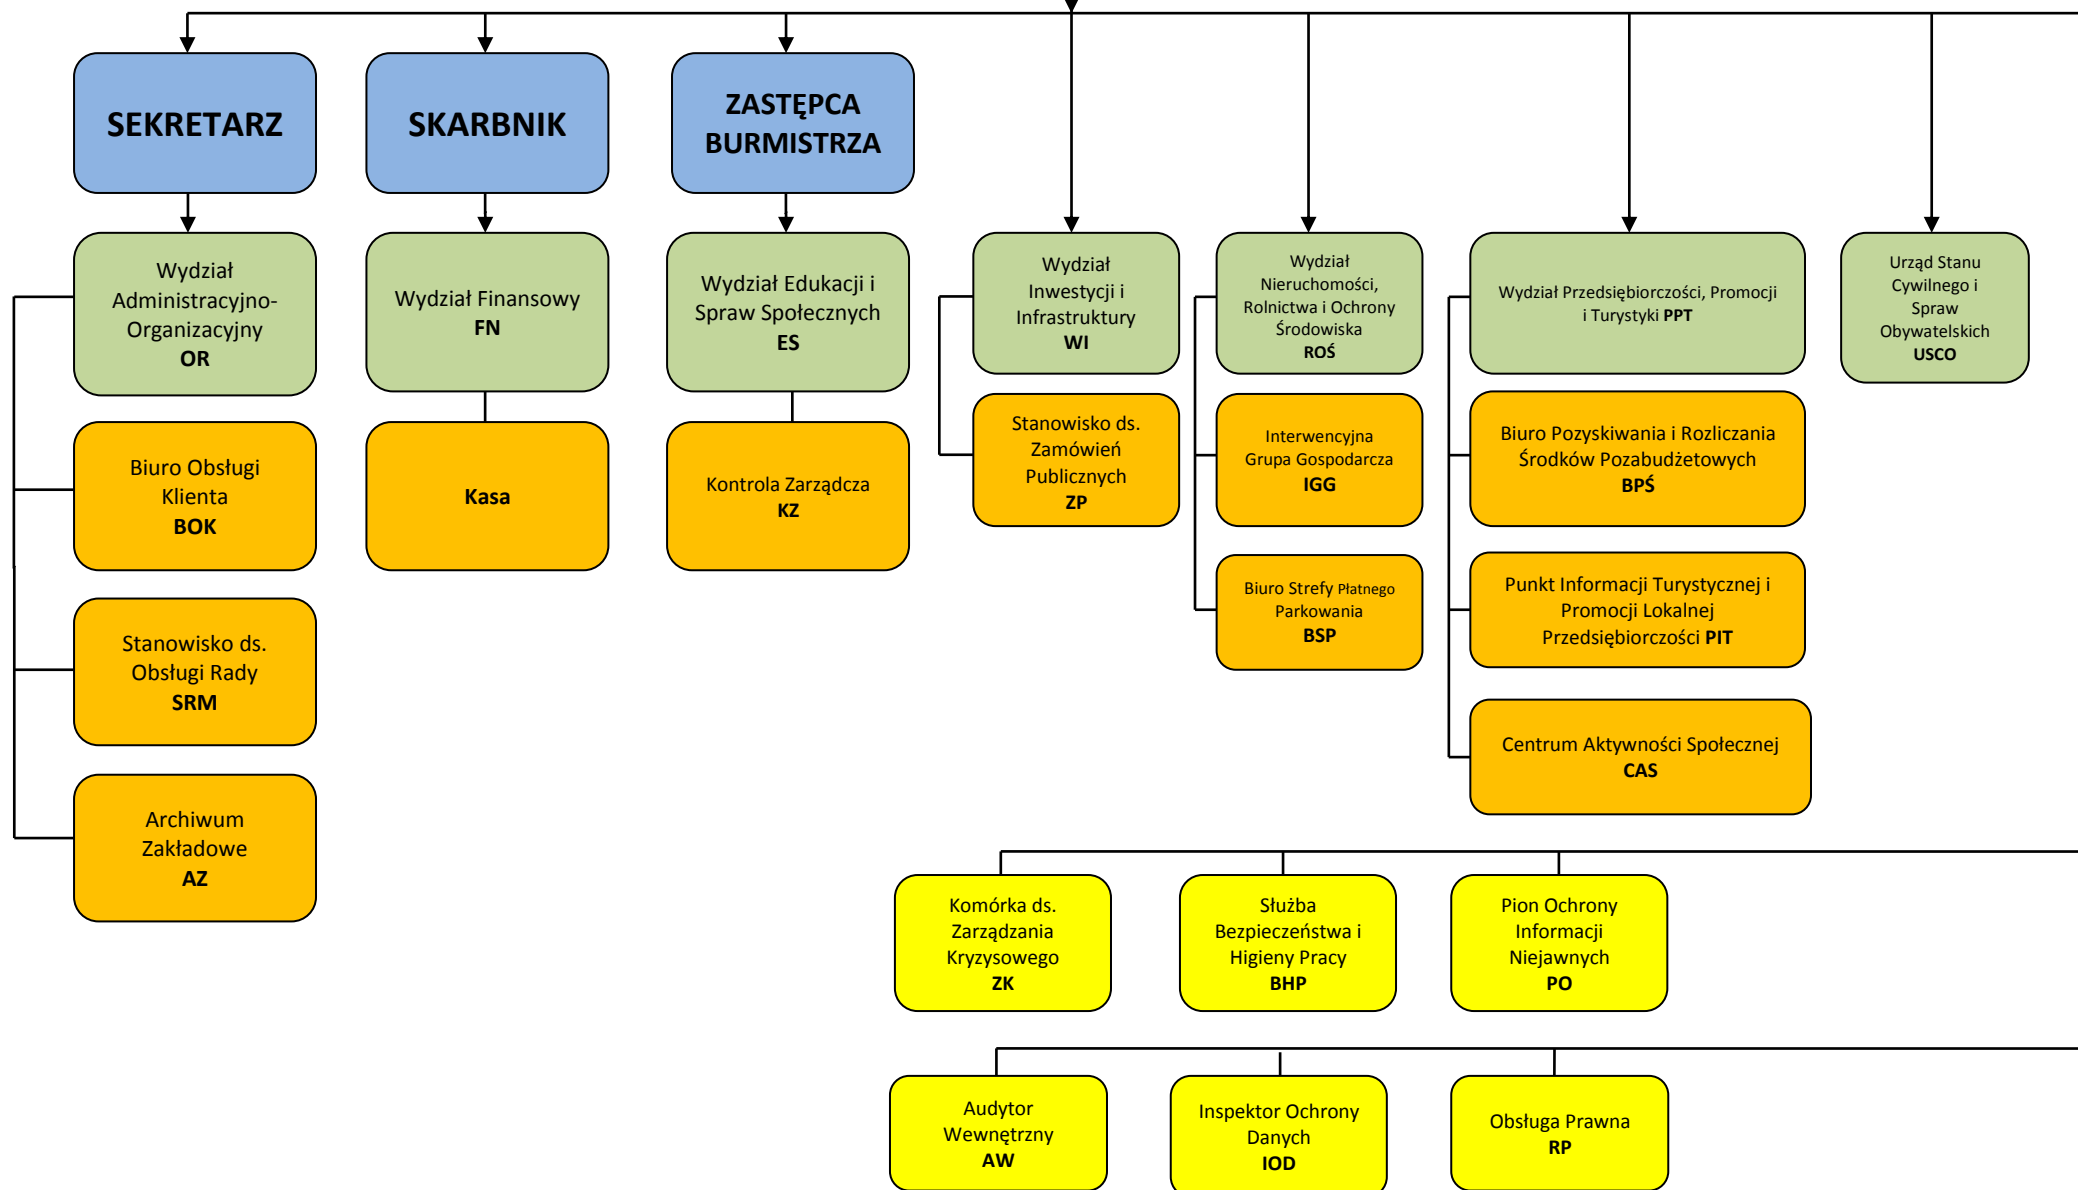 SEKRETARZ
SKARBNIK
ZASTĘPCA
BURMISTRZA
Wydział
Administracyjno-
Organizacyjny
OR
Wydział Finansowy
FN
Wydział Edukacji i
Spraw Społecznych
ES
Wydział
Inwestycji i
Infrastruktury
WI
Wydział
Nieruchomości,
Rolnictwa i Ochrony
Środowiska
ROŚ
Wydział Przedsiębiorczości, Promocji
i Turystyki PPT
Urząd Stanu
Cywilnego i
Spraw
Obywatelskich
USCO
Biuro Obsługi
Klienta
BOK
Kasa
Kontrola Zarządcza
KZ
Stanowisko ds.
Zamówień
Publicznych
ZP
Interwencyjna
Grupa Gospodarcza
IGG
Biuro Pozyskiwania i Rozliczania
Środków Pozabudżetowych
BPŚ
Stanowisko ds.
Obsługi Rady
SRM
Biuro Strefy Płatnego
Parkowania
BSP
Punkt Informacji Turystycznej i
Promocji Lokalnej
Przedsiębiorczości PIT
Centrum Aktywności Społecznej
CAS
Archiwum
Zakładowe
AZ
Komórka ds.
Zarządzania
Kryzysowego
ZK
Służba
Bezpieczeństwa i
Higieny Pracy
BHP
Pion Ochrony
Informacji
Niejawnych
PO
Audytor
Wewnętrzny
AW
Inspektor Ochrony
Danych
IOD
Obsługa Prawna
RP